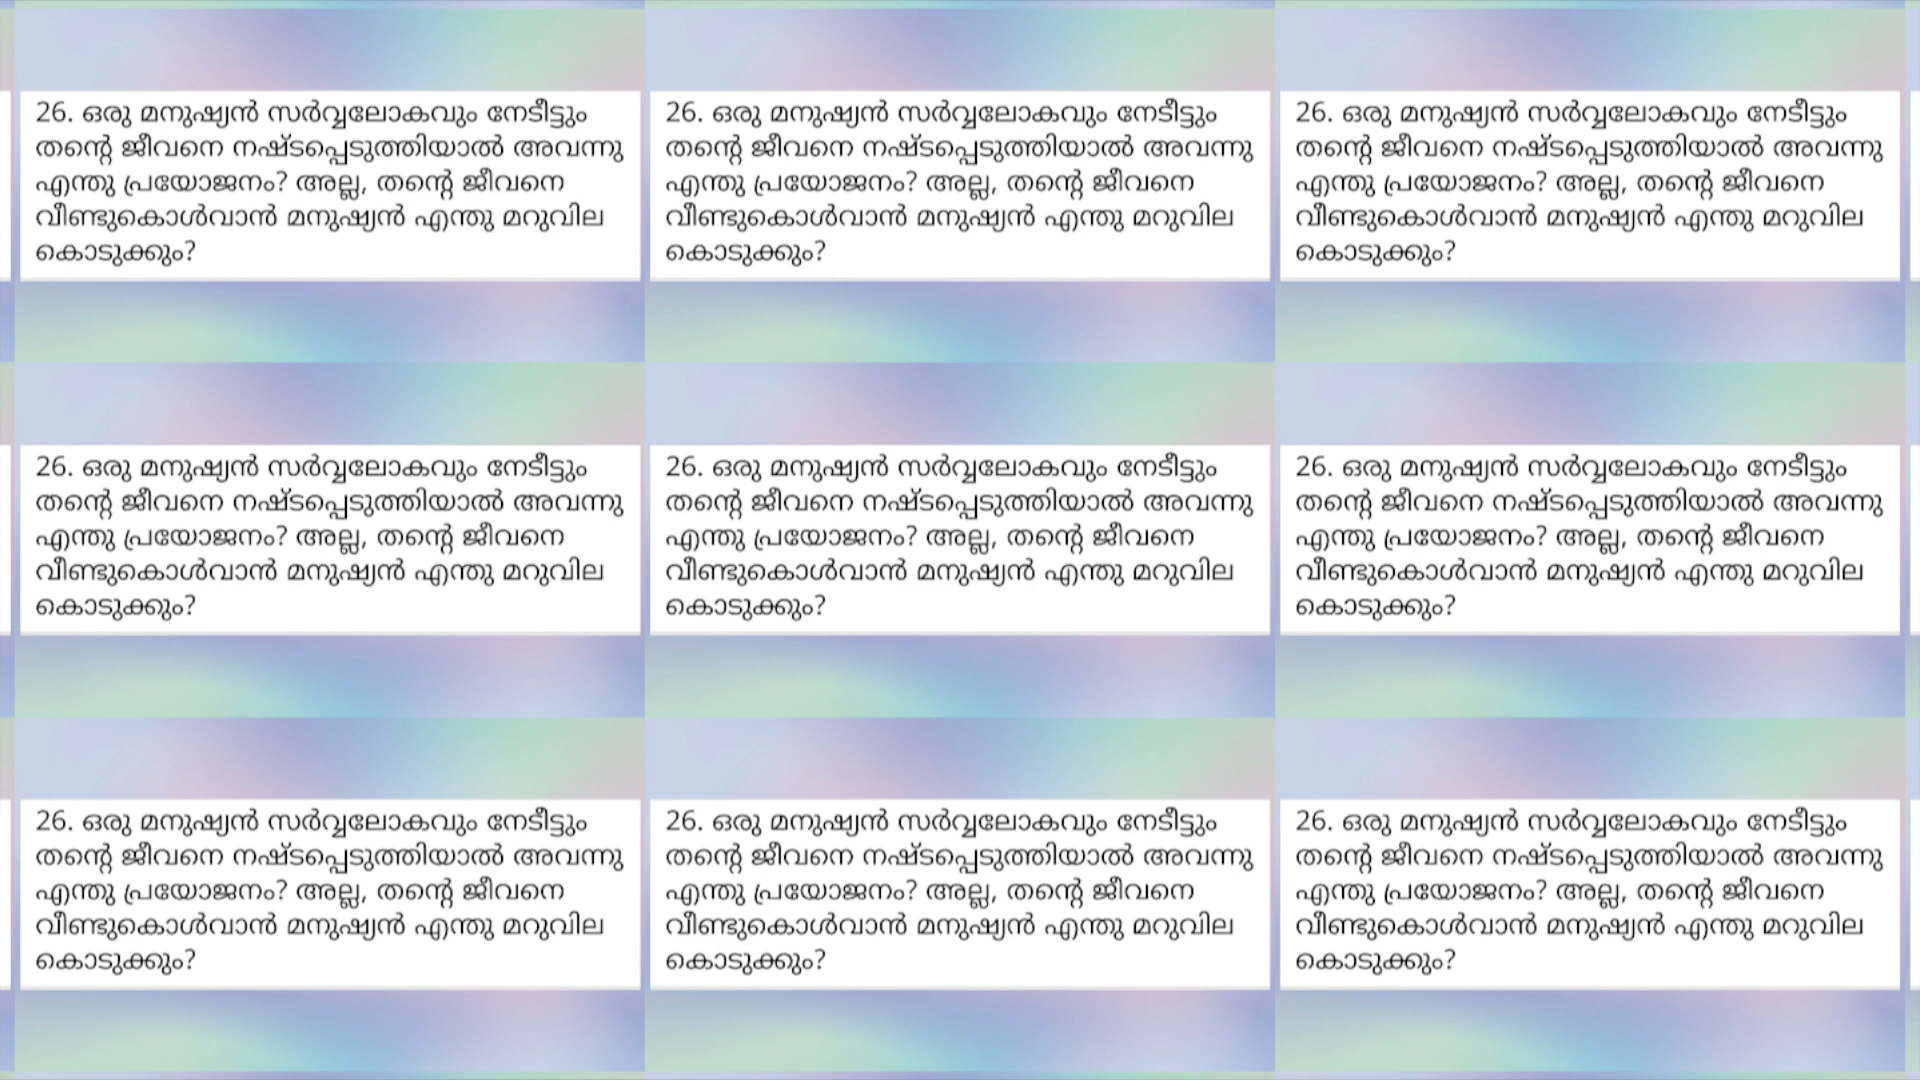 26. ഒരു മനുഷ്യൻ സർവ്വലോകവും നേടീട്ടും
തന്റെ ജീവനെ നഷ്ടപ്പെടുത്തിയാൽ അവന്നു
എന്തു പ്രയോജനം? അല്ല, തന്റെ ജീവനെ
വീണ്ടുകൊൾവാൻ മനുഷ്യൻ എന്തു മറുവില
കൊടുക്കും?
26. ഒരു മനുഷ്യൻ സർവ്വലോകവും നേടീട്ടും
തന്റെ ജീവനെ നഷ്ടപ്പെടുത്തിയാൽ അവന്നു
എന്തു പ്രയോജനം? അല്ല, തന്റെ ജീവനെ
വീണ്ടുകൊൾവാൻ മനുഷ്യൻ എന്തു മറുവില
കൊടുക്കും?
26. ഒരു മനുഷ്യൻ സർവ്വലോകവും നേടീട്ടും
തന്റെ ജീവനെ നഷ്ടപ്പെടുത്തിയാൽ അവന്നു
എന്തു പ്രയോജനം? അല്ല, തന്റെ ജീവനെ
വീണ്ടുകൊൾവാൻ മനുഷ്യൻ എന്തു മറുവില
കൊടുക്കും?
26. ഒരു മനുഷ്യൻ സർവ്വലോകവും നേടീട്ടും
തന്റെ ജീവനെ നഷ്ടപ്പെടുത്തിയാൽ അവന്നു
എന്തു പ്രയോജനം? അല്ല, തന്റെ ജീവനെ
വീണ്ടുകൊൾവാൻ മനുഷ്യൻ എന്തു മറുവില
കൊടുക്കും?
26. ഒരു മനുഷ്യൻ സർവ്വലോകവും നേടീട്ടും
തന്റെ ജീവനെ നഷ്ടപ്പെടുത്തിയാൽ അവന്നു
എന്തു പ്രയോജനം? അല്ല, തന്റെ ജീവനെ
വീണ്ടുകൊൾവാൻ മനുഷ്യൻ എന്തു മറുവില
കൊടുക്കും?
26. ഒരു മനുഷ്യൻ സർവ്വലോകവും നേടീട്ടും
തന്റെ ജീവനെ നഷ്ടപ്പെടുത്തിയാൽ അവന്നു
എന്തു പ്രയോജനം? അല്ല, തന്റെ ജീവനെ
വീണ്ടുകൊൾവാൻ മനുഷ്യൻ എന്തു മറുവില
കൊടുക്കും?
26. ഒരു മനുഷ്യൻ സർവ്വലോകവും നേടീട്ടും
തന്റെ ജീവനെ നഷ്ടപ്പെടുത്തിയാൽ അവന്നു
എന്തു പ്രയോജനം? അല്ല, തന്റെ ജീവനെ
വീണ്ടുകൊൾവാൻ മനുഷ്യൻ എന്തു മറുവില
കൊടുക്കും?
26. ഒരു മനുഷ്യൻ സർവ്വലോകവും നേടീട്ടും
തന്റെ ജീവനെ നഷ്ടപ്പെടുത്തിയാൽ അവന്നു
എന്തു പ്രയോജനം? അല്ല, തന്റെ ജീവനെ
വീണ്ടുകൊൾവാൻ മനുഷ്യൻ എന്തു മറുവില
കൊടുക്കും?
26. ഒരു മനുഷ്യൻ സർവ്വലോകവും നേടീട്ടും
തന്റെ ജീവനെ നഷ്ടപ്പെടുത്തിയാൽ അവന്നു
എന്തു പ്രയോജനം? അല്ല, തന്റെ ജീവനെ
വീണ്ടുകൊൾവാൻ മനുഷ്യൻ എന്തു മറുവില
കൊടുക്കും?